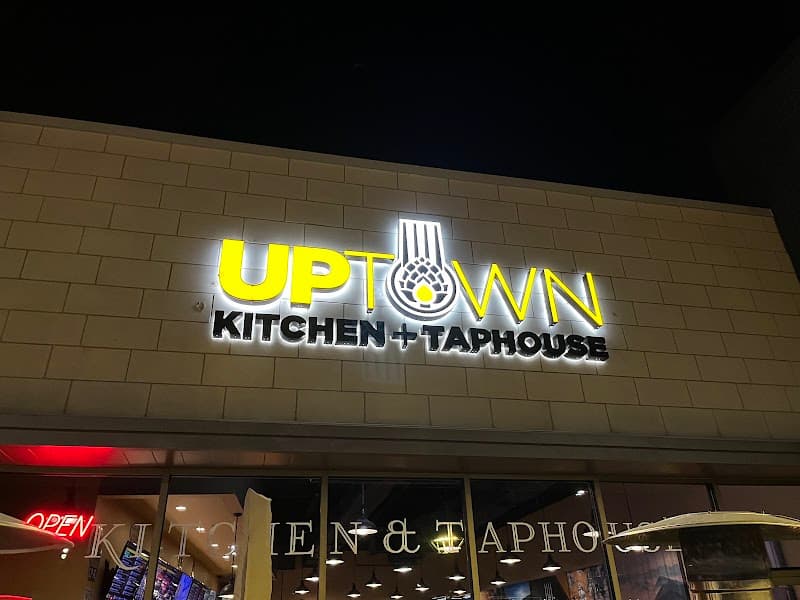 UPTOWN
KITCHEN + TAPHOUSE
OPEN
KITCHEN & TAPHOUSE